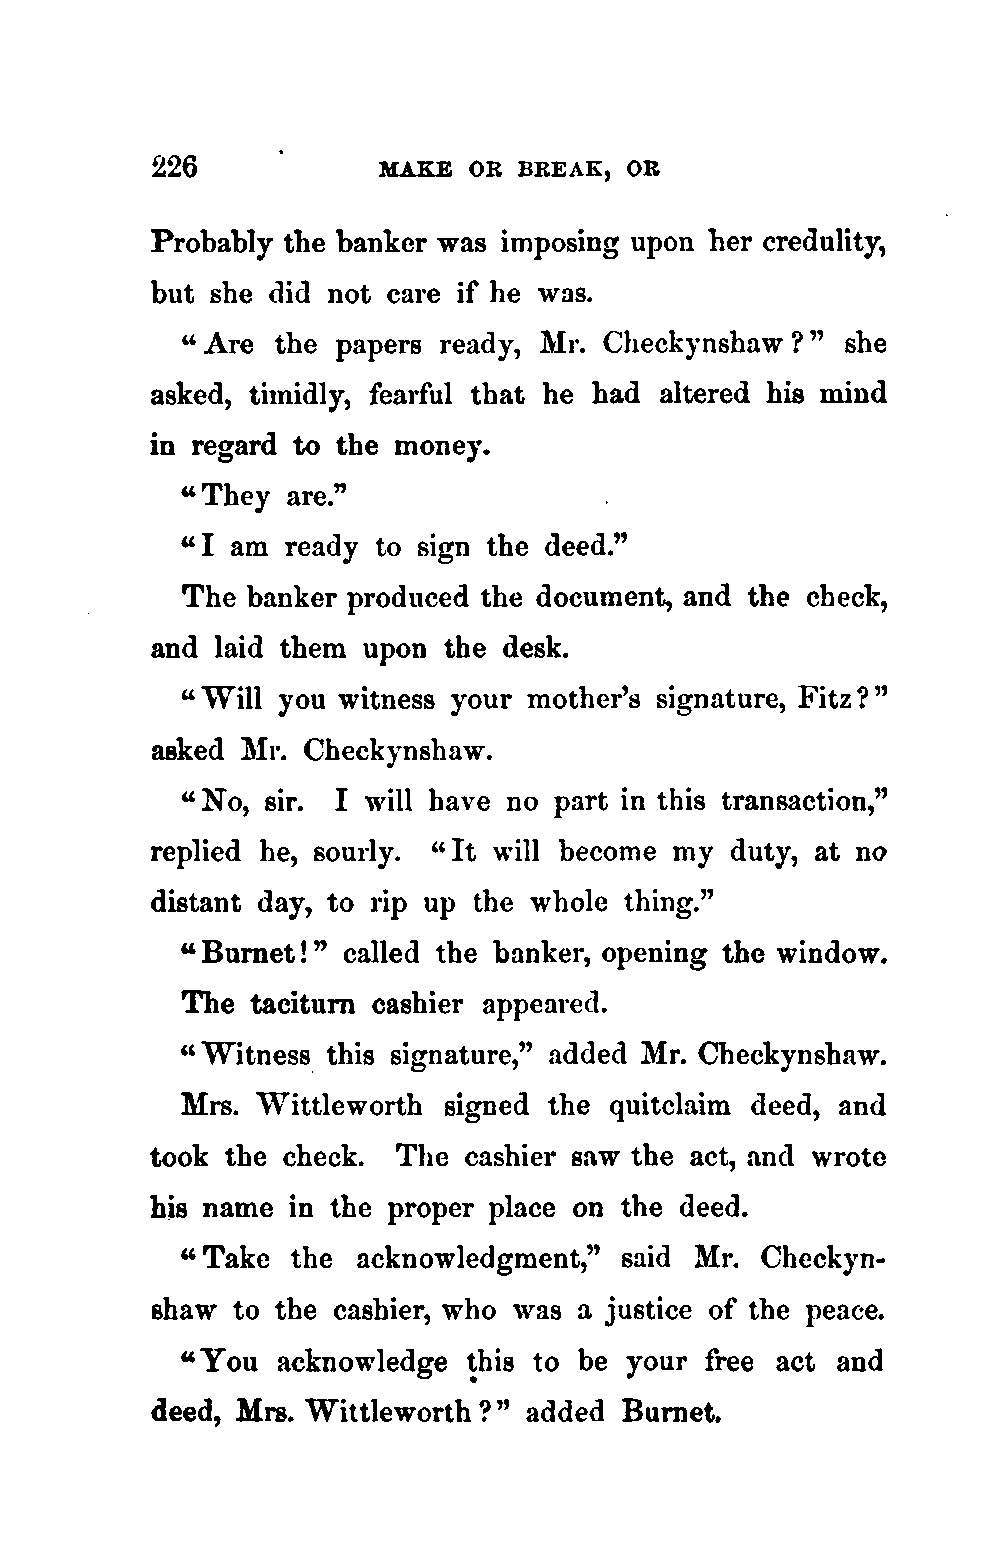 226 MAKE OR BREAK, OR
Probably the banker was imposing upon her credulity,
but she did not care if he was.
“Are the papers ready, Mr. Checkynshaw?” she
asked, timidly, fearful that he had altered his mind
in regard to the money.
“They are.”
“I am ready to sign the deed.”
The banker produced the document, and the check,
and laid them upon the desk.
“Will you witness your mother’s signature, Fitz?”
asked Mr. Checkynshaw.
“No, sir. I will have no part in this transaction,”
replied he, sourly. “It will become my duty, at no
distant day, to rip up the whole thing.”
“Burnet!” called the banker, opening the window.
The taciturn cashier appeared.
“Witness this signature,” added Mr. Checkynshaw.
Mrs. Wittleworth signed the quitclaim deed, and
took the check. The cashier saw the act, and wrote
his name in the proper place on the deed.
“Take the acknowledgment,” said Mr. Checkyn-
shaw to the cashier, who was a justice of the peace.
“You acknowledge this to be your free act and
deed, Mrs. Wittleworth?” added Burnet.